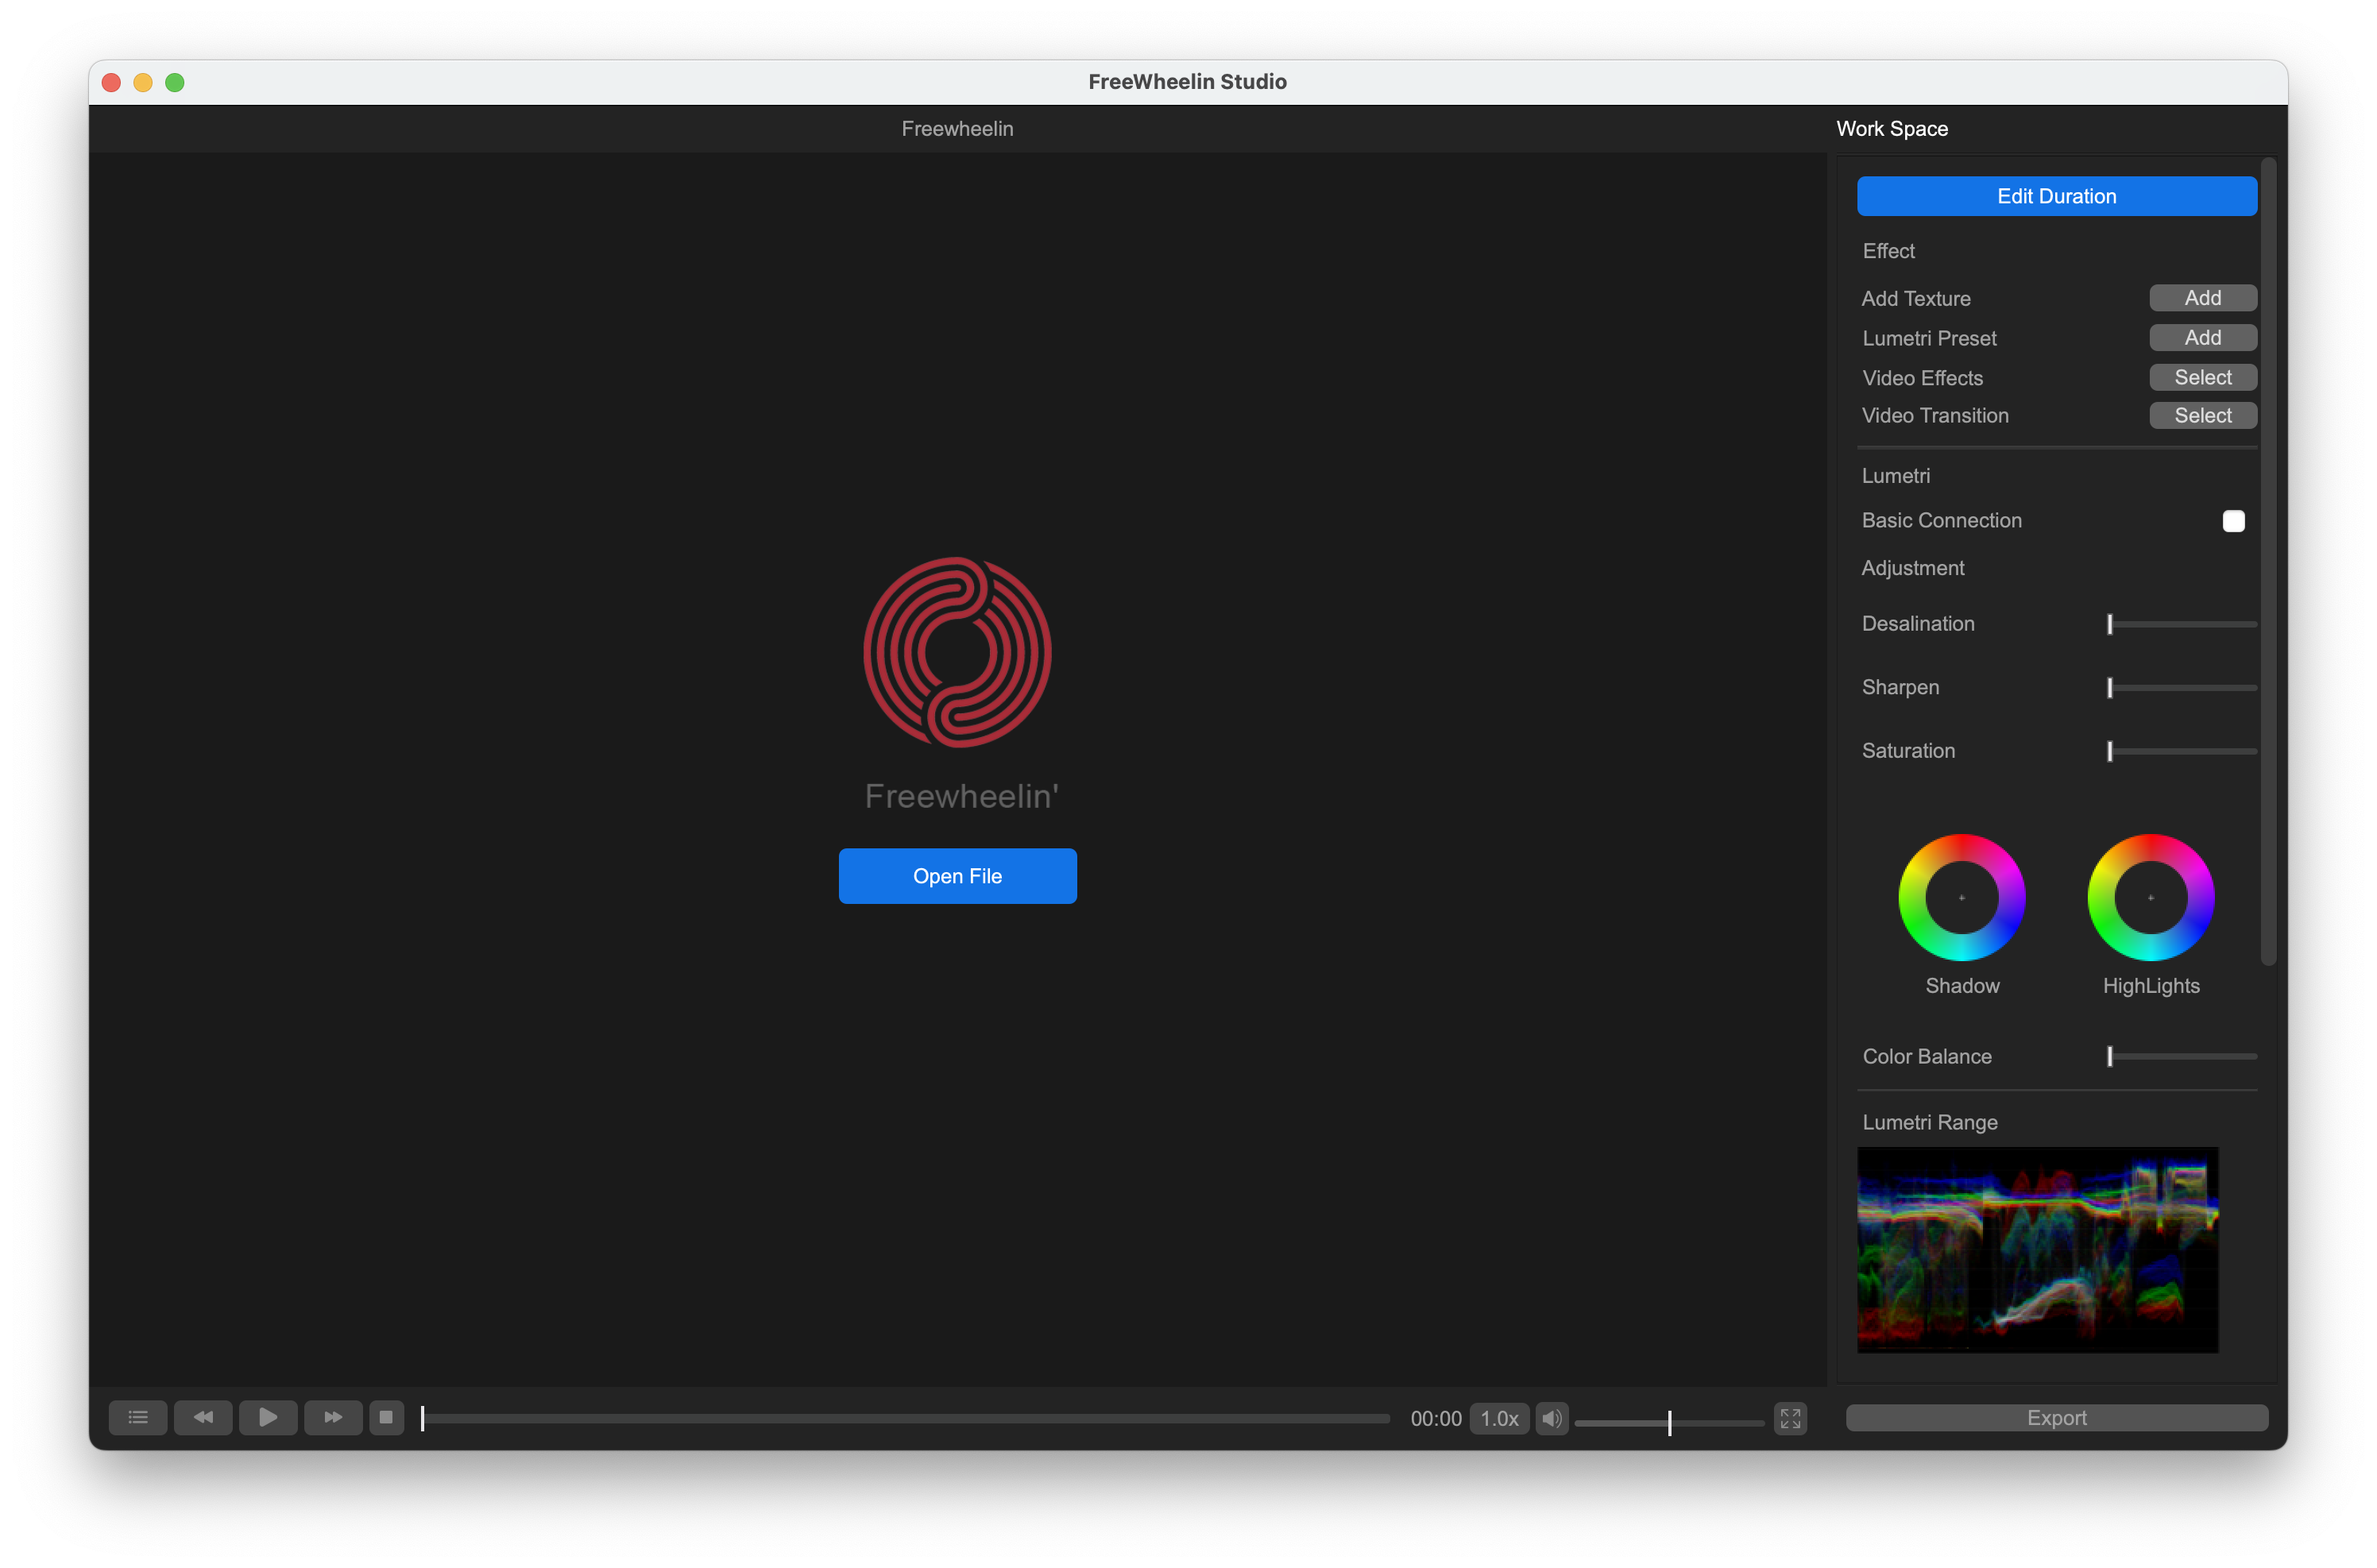 FreeWheelin Studio
Freewheelin
Work Space
Edit Duration
Effect
Add Texture Add
Lumetri Preset Add
Video Effects Select
Video Transition Select
Lumetri
Basic Connection
Adjustment
Desalination
Sharpen
Saturation
Freewheelin'
Open File
Shadow HighLights
Color Balance
Lumetri Range
00:00 1.0x
Export